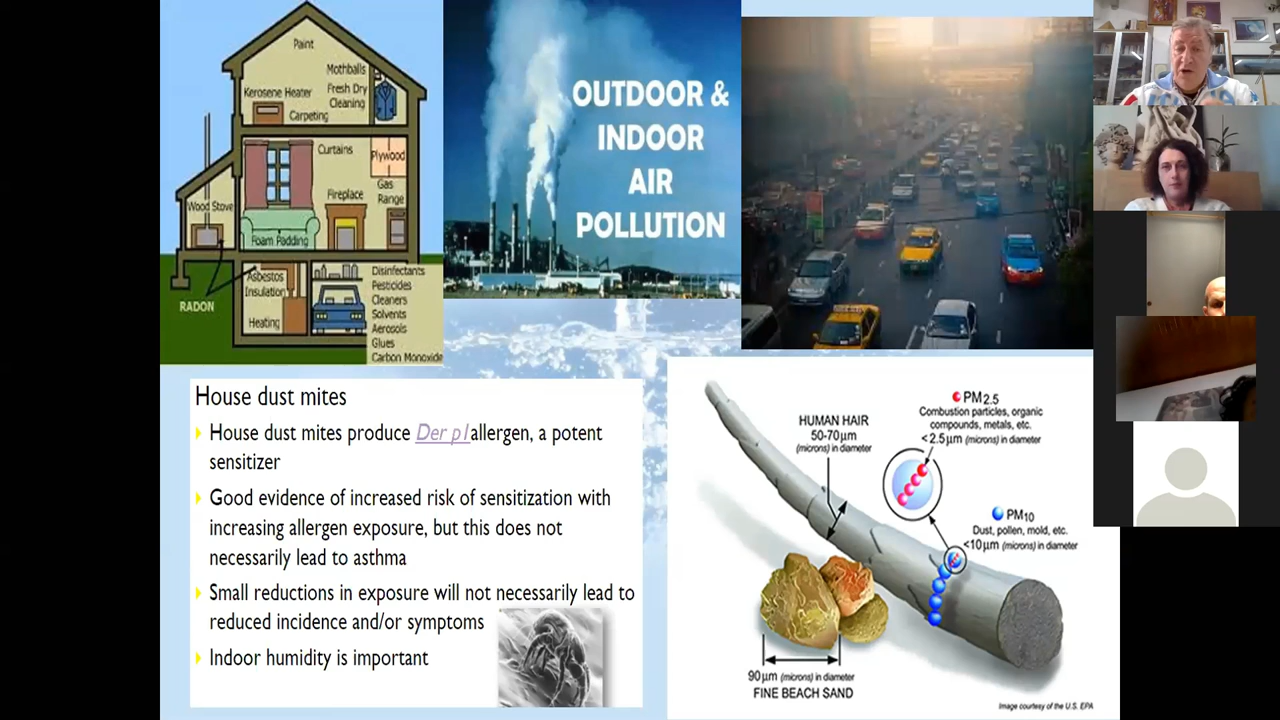 Paint
Mothballs
Kerosene Heater
Fresh Dry
Cleaning
Carpeting
Curtains
Plywood
Gas
Range
Fireplace
Wood Stove
Foam Padding
Asbestos
Insulation
RADON
Heating
Disinfectants
Pesticides
Cleaners
Solvents
Aerosols
Glues
Carbon Monoxide
OUTDOOR &
INDOOR
AIR
POLLUTION
House dust mites
House dust mites produce Der p1 allergen, a potent
sensitizer
Good evidence of increased risk of sensitization with
increasing allergen exposure, but this does not
necessarily lead to asthma
Small reductions in exposure will not necessarily lead to
reduced incidence and/or symptoms
Indoor humidity is important
HUMAN HAIR
50-70µm
(microns) in diameter
PM2.5
Combustion particles, organic
compounds, metals, etc.
<2.5µm (microns) in diameter
PM10
Dust, pollen, mold, etc.
<10µm (microns) in diameter
90µm (microns) in diameter
FINE BEACH SAND
Image courtesy of the U.S. EPA